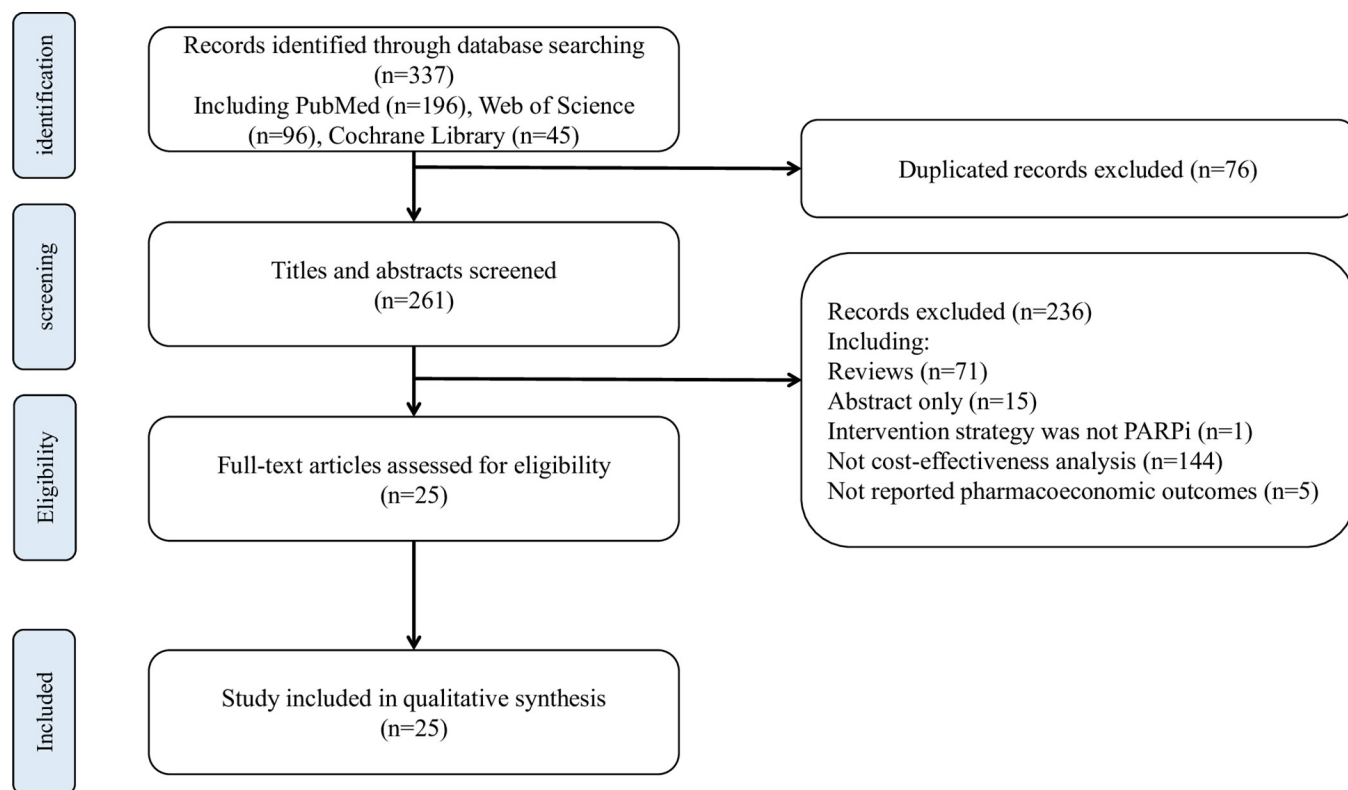 identification
Records identified through database searching
(n=337)
Including PubMed (n=196), Web of Science
(n=96), Cochrane Library (n=45)
Duplicated records excluded (n=76)
screening
Titles and abstracts screened
(n=261)
Records excluded (n=236)
Including:
Reviews (n=71)
Abstract only (n=15)
Intervention strategy was not PARPi (n=1)
Not cost-effectiveness analysis (n=144)
Not reported pharmacoeconomic outcomes (n=5)
Eligibility
Full-text articles assessed for eligibility
(n=25)
Included
Study included in qualitative synthesis
(n=25)